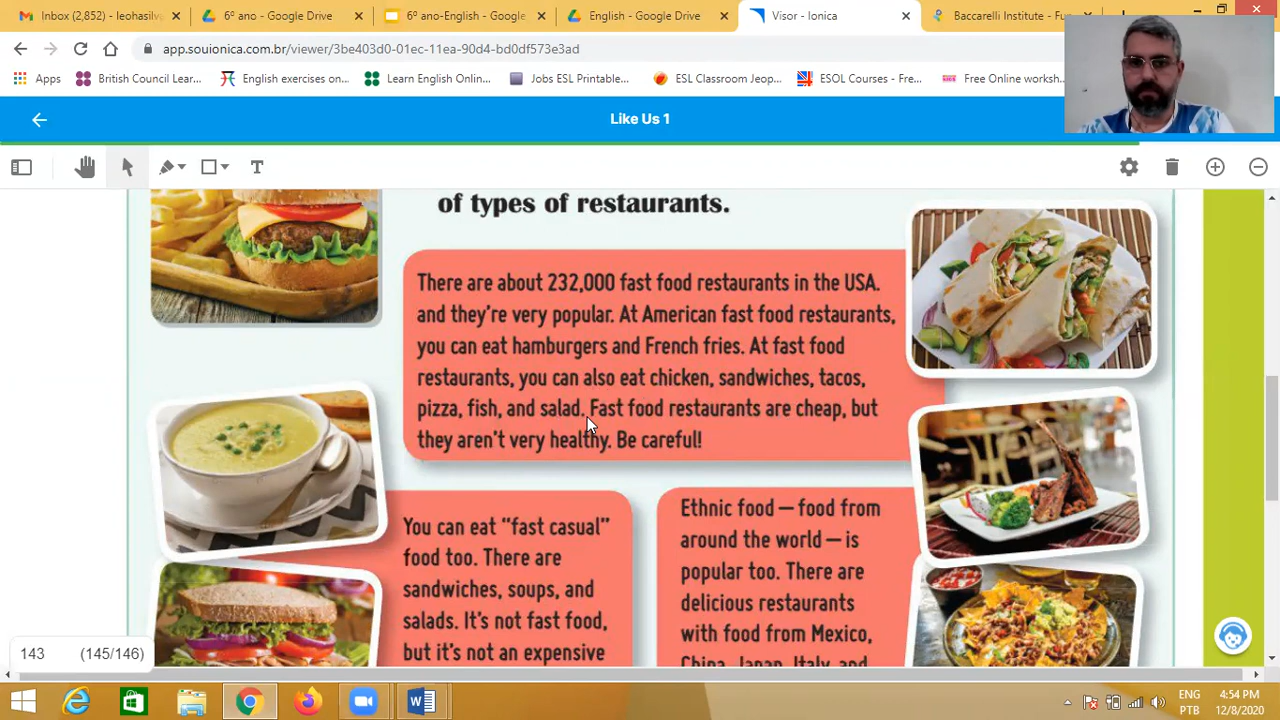 Inbox (2,852) - leohasilv
6º ano - Google Drive
6º ano-English - Google
English - Google Drive
Visor - Ionica
Baccarelli Institute - Fu
app.souionica.com.br/viewer/3be403d0-01ec-11ea-90d4-bd0df573e3ad
Apps
British Council Lear...
English exercises on...
Learn English Onlin...
Jobs ESL Printable...
ESL Classroom Jeop...
ESOL Courses - Fre...
Free Online worksh...
Like Us 1
of types of restaurants.
There are about 232,000 fast food restaurants in the USA.
and they're very popular. At American fast food restaurants,
you can eat hamburgers and French fries. At fast food
restaurants, you can also eat chicken, sandwiches, tacos,
pizza, fish, and salad. Fast food restaurants are cheap, but
they aren't very healthy. Be careful!
You can eat "fast casual"
food too. There are
sandwiches, soups, and
salads. It's not fast food,
but it's not an expensive
Ethnic food — food from
around the world — is
popular too. There are
delicious restaurants
with food from Mexico,
China, Japan, Italy, and
143 (145/146)
ENG
PTB
4:54 PM
12/8/2020